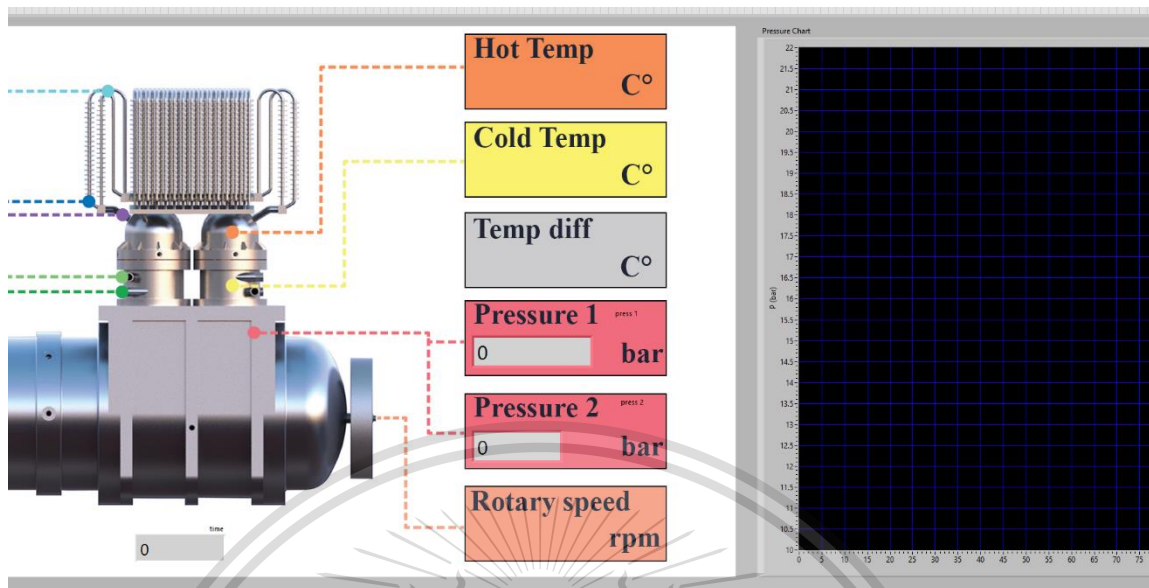 Hot Temp
C°
Cold Temp
C°
Temp diff
C°
Pressure 1
press 1
0
bar
Pressure 2
press 2
0
bar
Rotary speed
rpm
time
0
Pressure Chart
P (bar)
22
21.5
21
20.5
20
19.5
19
18.5
18
17.5
17
16.5
16
15.5
15
14.5
14
13.5
13
12.5
12
11.5
11
10.5
10
0 5 10 15 20 25 30 35 40 45 50 55 60 65 70 75